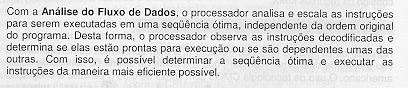 Com a Análise do Fluxo de Dados, o processador analisa e escala as instruções
para serem executadas em uma seqüência ótima, independente da ordem original
do programa. Desta forma, o processador observa as instruções decodificadas e
determina se elas estão prontas para execução ou se são dependentes umas das
outras. Com isso, é possível determinar a seqüência ótima e executar as
instruções da maneira mais eficiente possível.